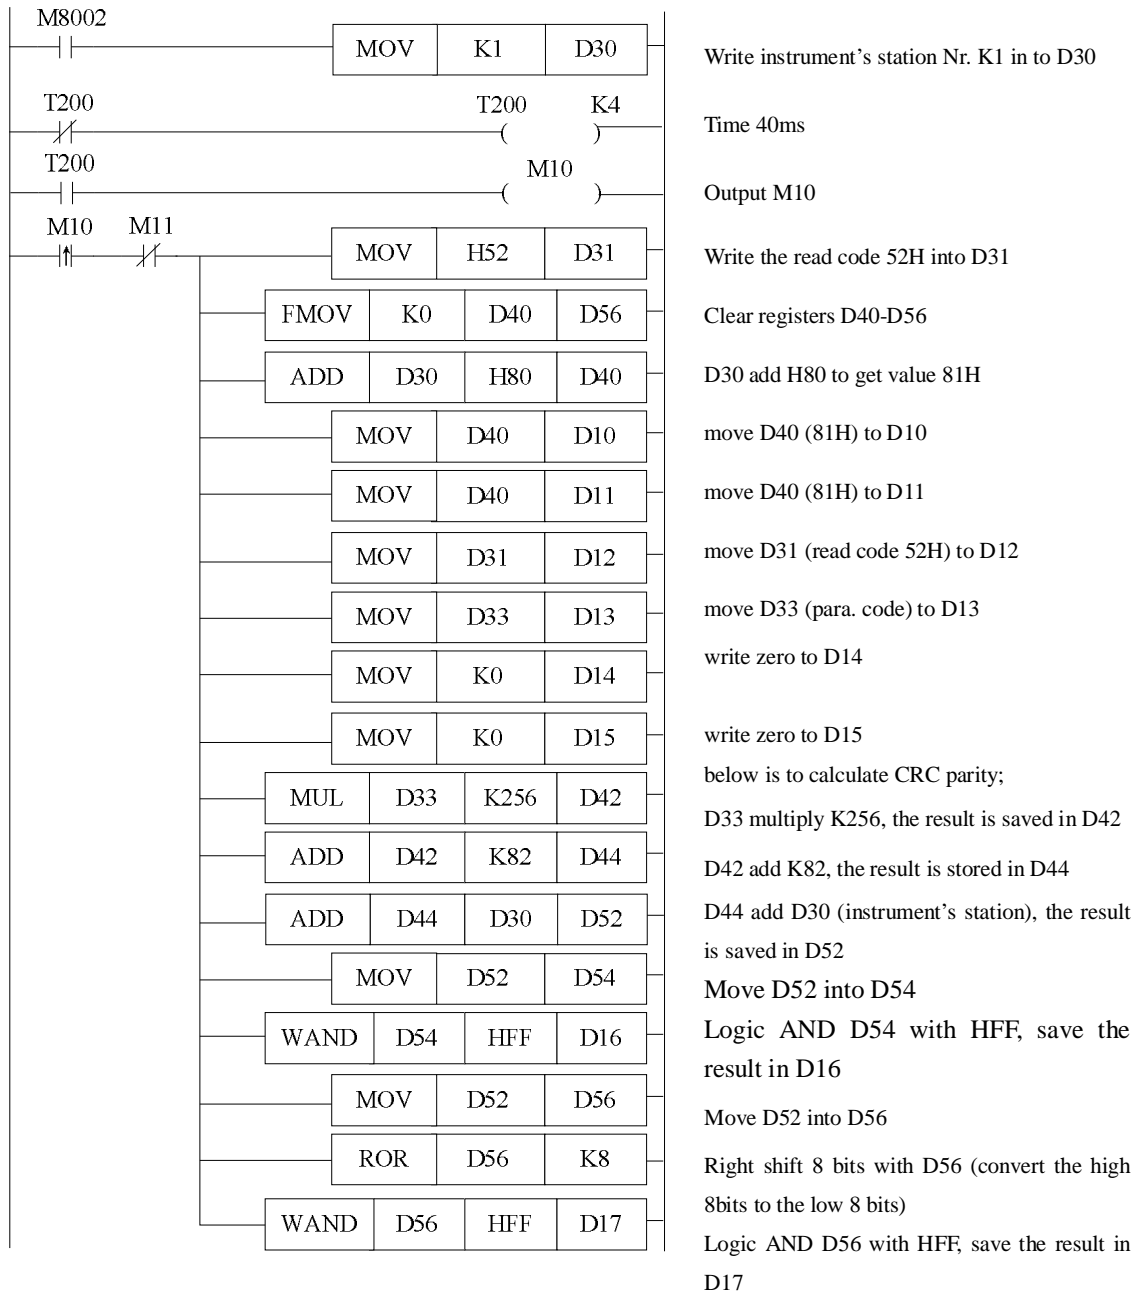 M8002
MOV K1 D30
Write instrument's station Nr. K1 in to D30
T200 T200 K4
Time 40ms
T200 M10
Output M10
M10 M11
MOV H52 D31
Write the read code 52H into D31
FMOV K0 D40 D56
Clear registers D40-D56
ADD D30 H80 D40
D30 add H80 to get value 81H
MOV D40 D10
move D40 (81H) to D10
MOV D40 D11
move D40 (81H) to D11
MOV D31 D12
move D31 (read code 52H) to D12
MOV D33 D13
move D33 (para. code) to D13
MOV K0 D14
write zero to D14
MOV K0 D15
write zero to D15
below is to calculate CRC parity;
MUL D33 K256 D42
D33 multiply K256, the result is saved in D42
ADD D42 K82 D44
D42 add K82, the result is stored in D44
ADD D44 D30 D52
D44 add D30 (instrument's station), the result
is saved in D52
MOV D52 D54
Move D52 into D54
WAND D54 HFF D16
Logic AND D54 with HFF, save the
result in D16
MOV D52 D56
Move D52 into D56
ROR D56 K8
Right shift 8 bits with D56 (convert the high
8bits to the low 8 bits)
WAND D56 HFF D17
Logic AND D56 with HFF, save the result in
D17